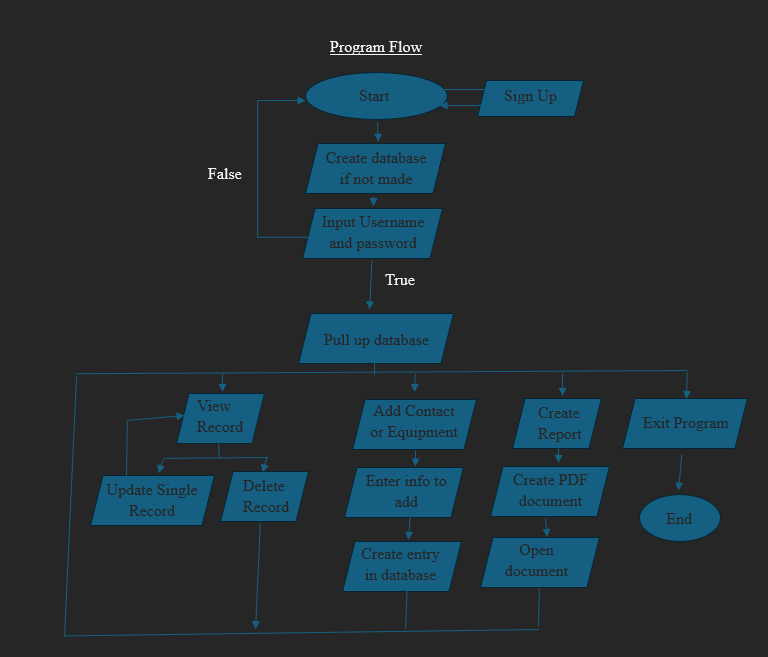 Program Flow
Start
Sign Up
Create database
if not made
False
Input Username
and password
True
Pull up database
View
Record
Add Contact
or Equipment
Create
Report
Exit Program
Update Single
Record
Delete
Record
Enter info to
add
Create PDF
document
End
Create entry
in database
Open
document